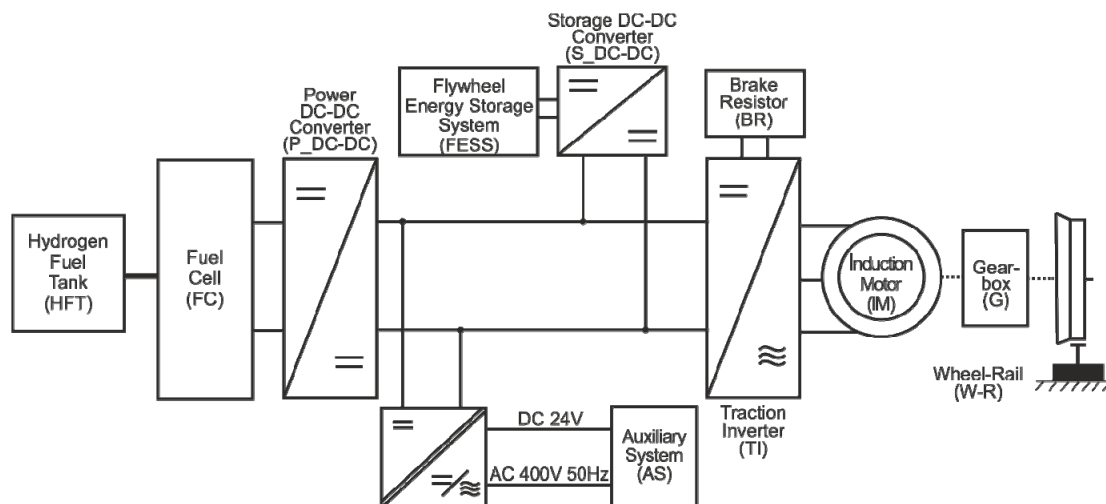 Storage DC-DC
Converter
(S_DC-DC)
Flywheel
Energy Storage
System
(FESS)
Brake
Resistor
(BR)
Power
DC-DC
Converter
(P_DC-DC)
Hydrogen
Fuel
Tank
(HFT)
Fuel
Cell
(FC)
Induction
Motor
(IM)
Gear-
box
(G)
Wheel-Rail
(W-R)
Traction
Inverter
(TI)
DC 24V
AC 400V 50Hz
Auxiliary
System
(AS)